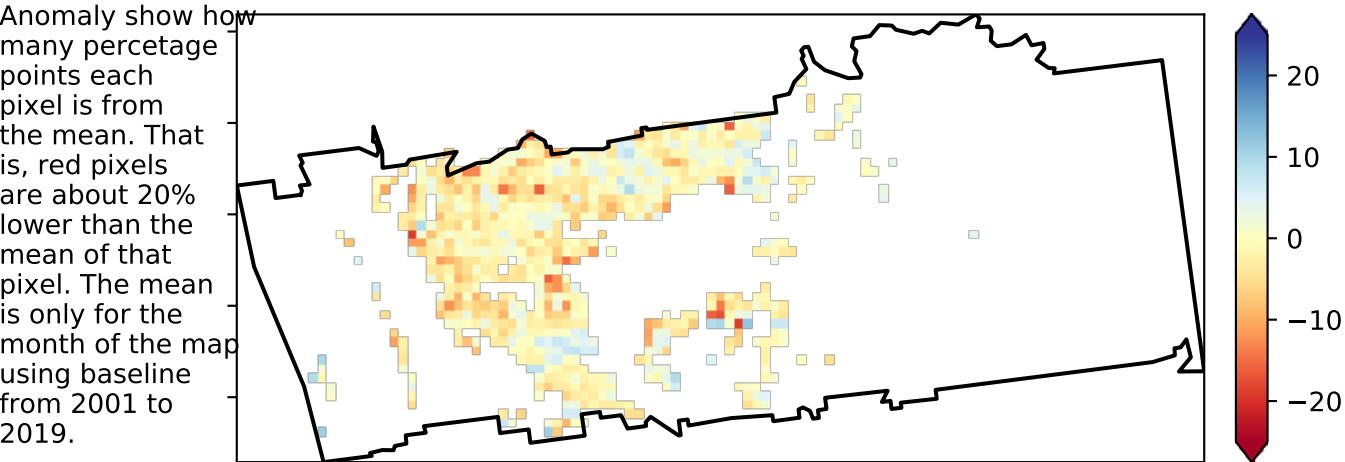 Anomaly show how
many percetage
points each
pixel is from
the mean. That
is, red pixels
are about 20%
lower than the
mean of that
pixel. The mean
is only for the
month of the map
using baseline
from 2001 to
2019.
20
10
0
−10
−20